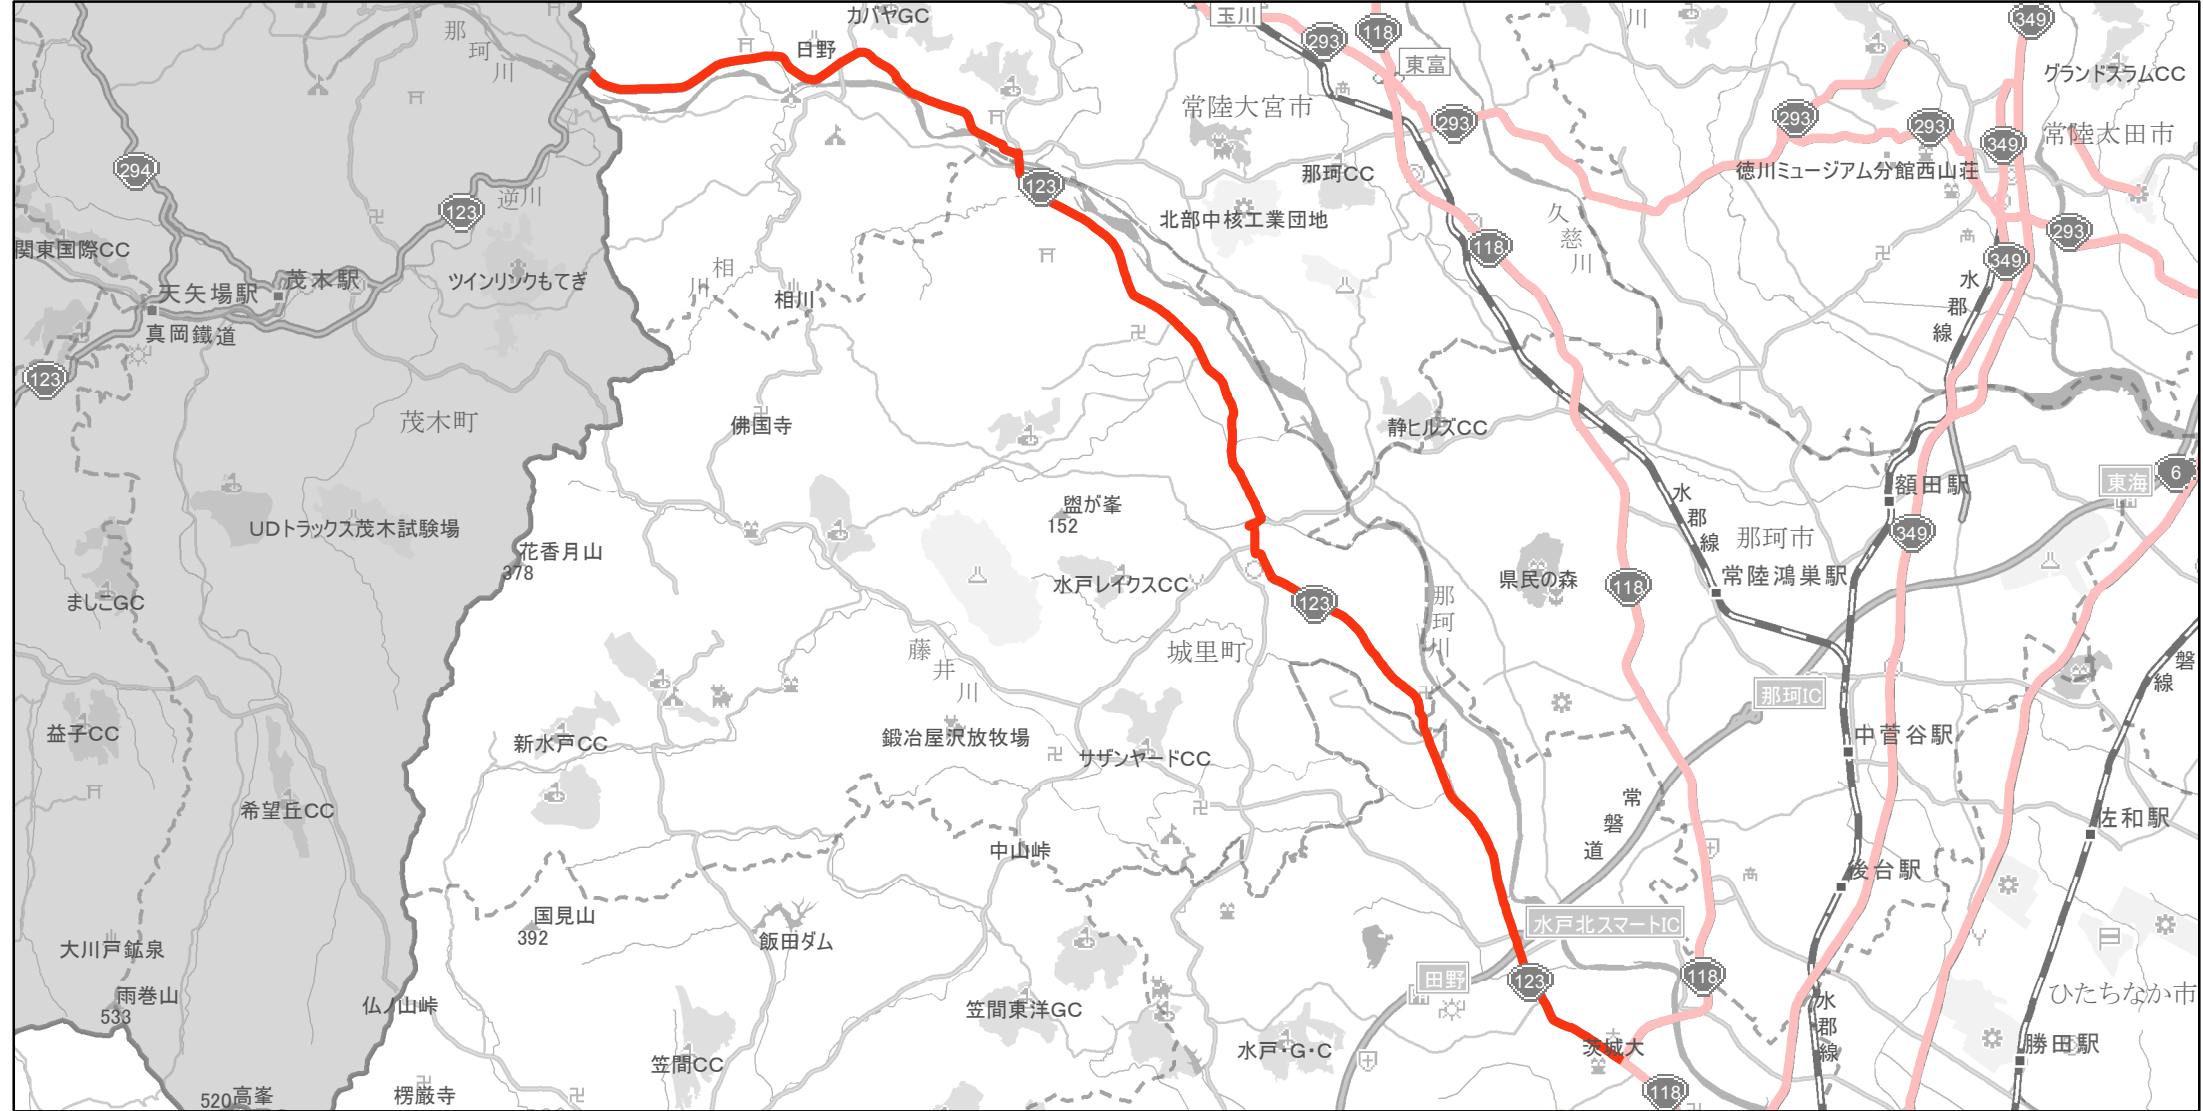 カバヤGC
玉川
川
349
那珂川
日野
293
118
東富
グランドスラムCC
常陸大宮市
293
293
293
349
常陸太田市
294
123
逆川
123
那珂CC
徳川ミュージアム分館西山荘
北部中核工業団地
久慈川
293
関東国際CC
茂木駅
ツインリンクもてぎ
相川
118
349
天矢場駅
相川
水郡線
真岡鐵道
123
茂木町
佛国寺
静ヒルズCC
6
東海
額田駅
UDトラックス茂木試験場
盥が峯
152
水郡線
那珂市
349
花香月山
378
水戸レイクスCC
県民の森
常陸鴻巣駅
ましこGC
123
118
那珂川
藤井川
城里町
磐
線
那珂IC
益子CC
新水戸CC
鍛冶屋沢放牧場
サザンヤードCC
中菅谷駅
希望丘CC
常磐道
佐和駅
中山峠
後台駅
国見山
392
飯田ダム
水戸北スマートIC
大川戸鉱泉
田野
123
118
雨巻山
533
仏ノ山峠
笠間東洋GC
水郡線
ひたちなか市
笠間CC
水戸・G・C
茨城大
勝田駅
520高峯
楞厳寺
118